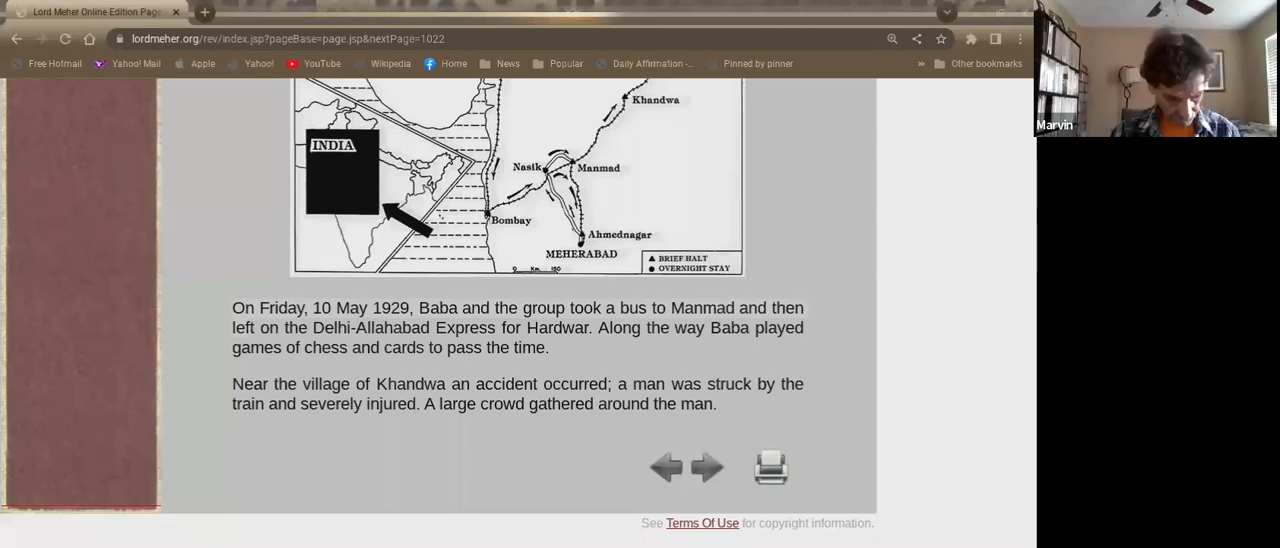 Lord Meher Online Edition Page
lordmeher.org/rev/index.jsp?pageBase=page.jsp&nextPage=1022
Free Hotmail Yahoo! Mail Apple Yahoo! YouTube Wikipedia Home News Popular Daily Affirmation -... Pinned by pinner » Other bookmarks
Marvin
Khandwa
INDIA
Nasik Manmad
Bombay
Ahmednagar
MEHERABAD
▲ BRIEF HALT
● OVERNIGHT STAY
0 Km. 150
On Friday, 10 May 1929, Baba and the group took a bus to Manmad and then
left on the Delhi-Allahabad Express for Hardwar. Along the way Baba played
games of chess and cards to pass the time.
Near the village of Khandwa an accident occurred; a man was struck by the
train and severely injured. A large crowd gathered around the man.
See Terms Of Use for copyright information.